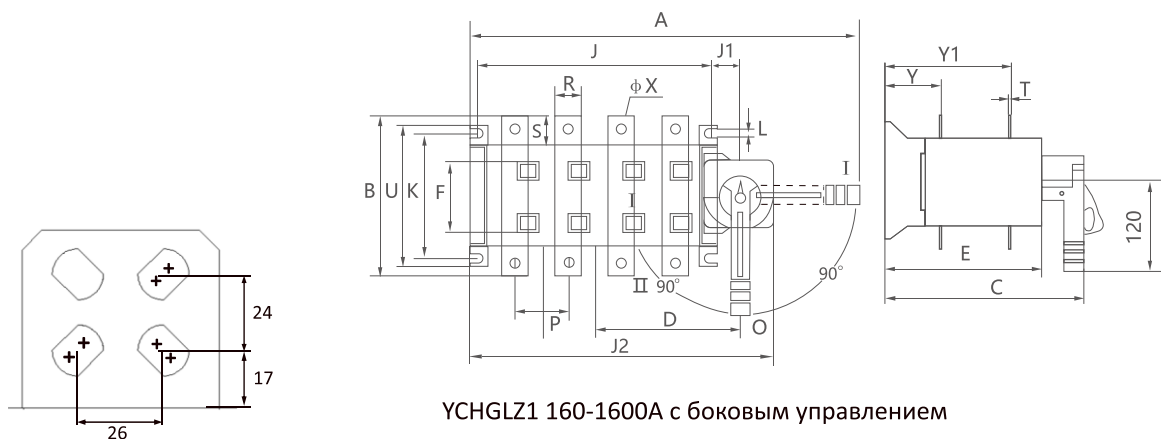 A
J
J1
R
ϕX
S
L
B
U
K
F
I
I
II
90°
90°
P
D
O
J2
Y1
Y
T
E
C
120
24
17
26
YCHGLZ1 160-1600A с боковым управлением